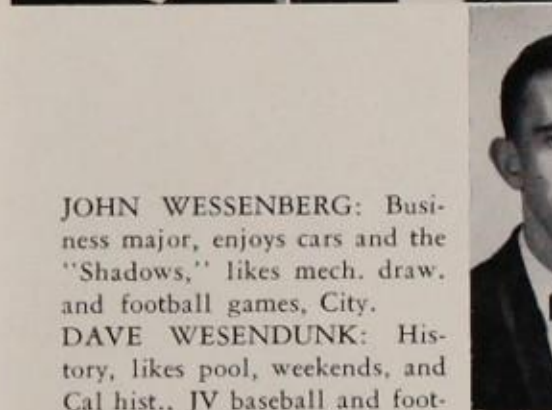 JOHN WESSENBERG: Busi-
ness major, enjoys cars and the
"Shadows," likes mech. draw.
and football games, City.
DAVE WESENDUNK: His-
tory, likes pool, weekends, and
Cal hist., JV baseball and foot-